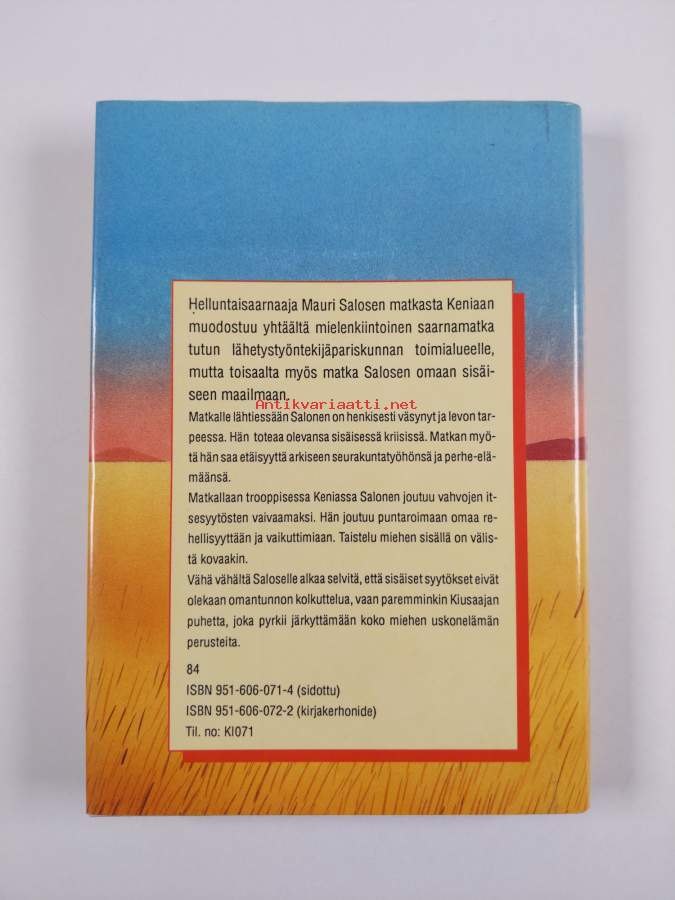 Helluntaisaarnaaja Mauri Salosen matkasta Keniaan
muodostuu yhtäältä mielenkiintoinen saarnamatka
tutun lähetystyöntekijäpariskunnan toimialueelle,
mutta toisaalta myös matka Salosen omaan sisäi-
seen maailmaan.
Antikvariaatti.net
Matkalle lähtiessään Salonen on henkisesti väsynyt ja levon tar-
peessa. Hän toteaa olevansa sisäisessä kriisissä. Matkan myö-
tä hän saa etäisyyttä arkiseen seurakuntatyöhönsä ja perhe-elä-
määnsä.
Matkallaan trooppisessa Keniassa Salonen joutuu vahvojen it-
sesyytösten vaivaamaksi. Hän joutuu puntaroimaan omaa re-
hellisyyttään ja vaikuttimiaan. Taistelu miehen sisällä on välis-
tä kovaakin.
Vähä vähältä Saloselle alkaa selvitä, että sisäiset syytökset eivät
olekaan omantunnon kolkuttelua, vaan paremminkin Kiusaajan
puhetta, joka pyrkii järkyttämään koko miehen uskonelämän
perusteita.
84
ISBN 951-606-071-4 (sidottu)
ISBN 951-606-072-2 (kirjakerhonide)
Til. no: KI071